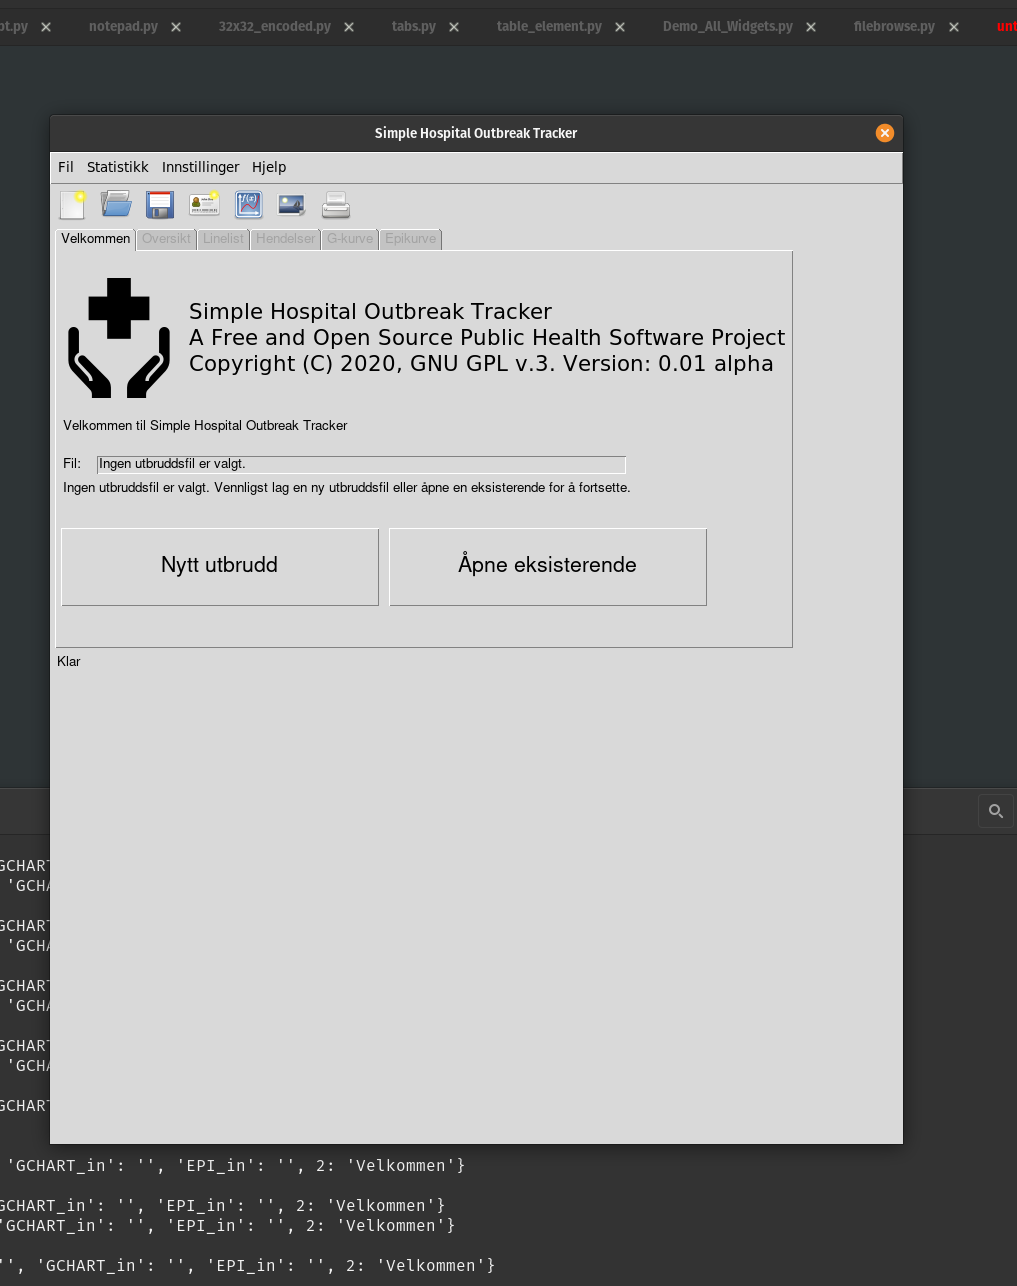 pt.py notepad.py 32x32_encoded.py tabs.py table_element.py Demo_All_Widgets.py filebrowse.py unt
Simple Hospital Outbreak Tracker
Fil Statistikk Innstillinger Hjelp
Velkommen Oversikt Linelist Hendelser G-kurve Epikurve
Simple Hospital Outbreak Tracker
A Free and Open Source Public Health Software Project
Copyright (C) 2020, GNU GPL v.3. Version: 0.01 alpha
Velkommen til Simple Hospital Outbreak Tracker
Fil: Ingen utbruddsfil er valgt.
Ingen utbruddsfil er valgt. Vennligst lag en ny utbruddsfil eller åpne en eksisterende for å fortsette.
Nytt utbrudd Åpne eksisterende
Klar
GCHART
'GCHA
GCHART
'GCHA
GCHART
'GCHA
GCHART
'GCHA
GCHART
'GCHART_in': '', 'EPI_in': '', 2: 'Velkommen'}
GCHART_in': '', 'EPI_in': '', 2: 'Velkommen'}
'GCHART_in': '', 'EPI_in': '', 2: 'Velkommen'}
'', 'GCHART_in': '', 'EPI_in': '', 2: 'Velkommen'}